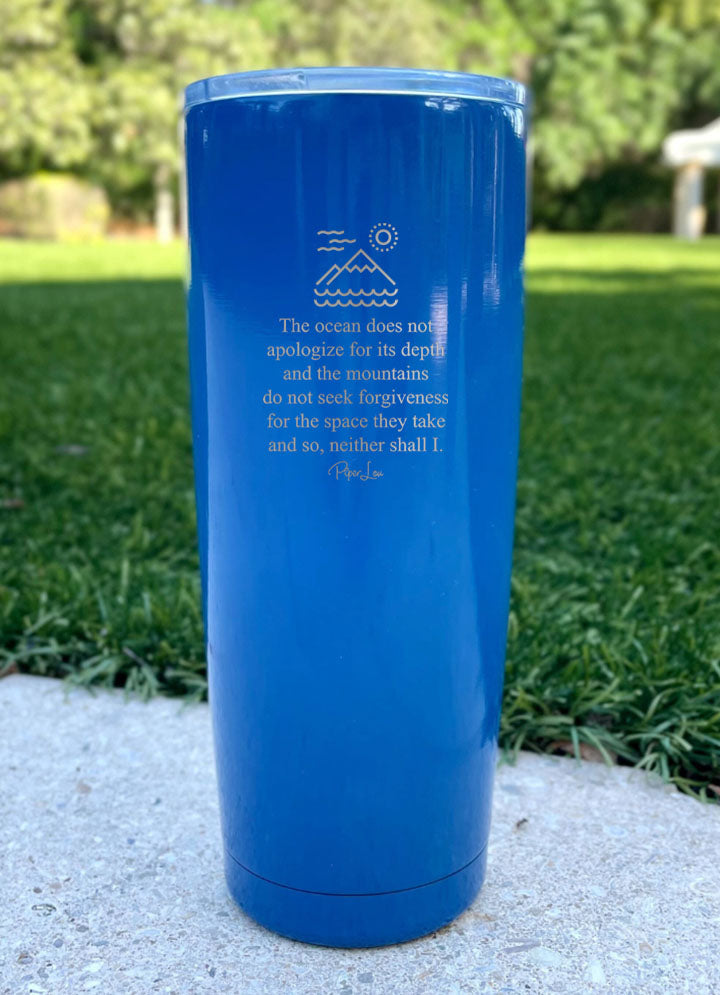 The ocean does not
apologize for its depth
and the mountains
do not seek forgiveness
for the space they take
and so, neither shall I.
Piper Lou